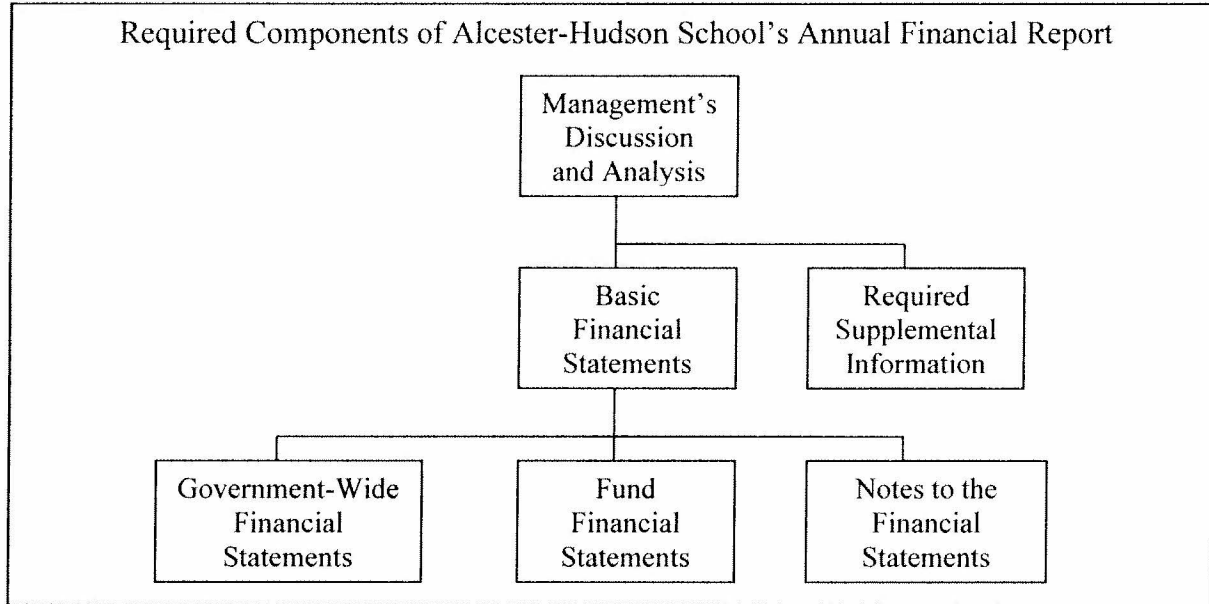 Required Components of Alcester-Hudson School's Annual Financial Report
Management's
Discussion
and Analysis
Basic
Financial
Statements
Required
Supplemental
Information
Government-Wide
Financial
Statements
Fund
Financial
Statements
Notes to the
Financial
Statements